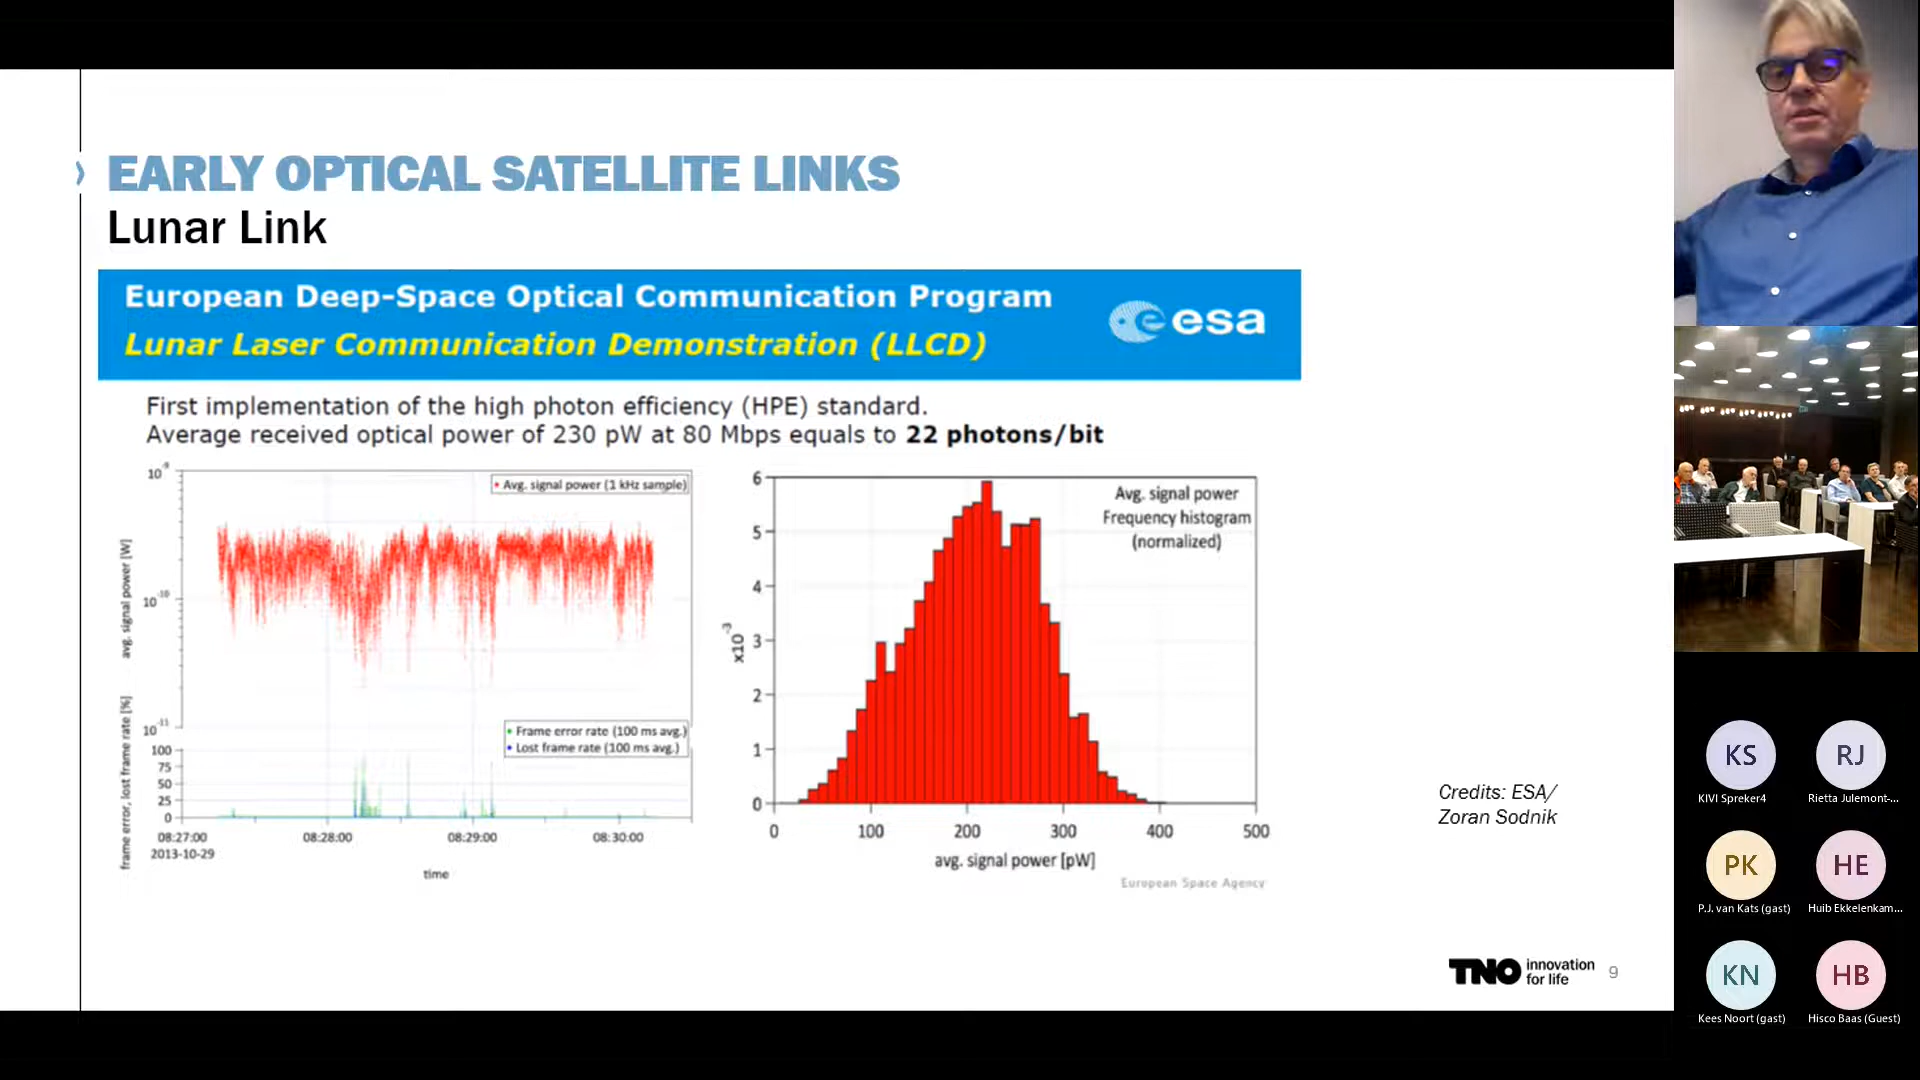 EARLY OPTICAL SATELLITE LINKS
Lunar Link
European Deep-Space Optical Communication Program
Lunar Laser Communication Demonstration (LLCD)
esa
First implementation of the high photon efficiency (HPE) standard.
Average received optical power of 230 pW at 80 Mbps equals to 22 photons/bit
10⁻⁹
Avg. signal power (1 kHz sample)
avg. signal power [W]
10⁻¹⁰
10⁻¹¹
Frame error rate (100 ms avg.)
Lost frame rate (100 ms avg.)
frame error, lost frame rate [%]
100
75
50
25
0
08:27:00
08:28:00
08:29:00
08:30:00
2013-10-29
time
Avg. signal power
Frequency histogram
(normalized)
x10⁻³
6
5
4
3
2
1
0
0
100
200
300
400
500
avg. signal power [pW]
European Space Agency
Credits: ESA/
Zoran Sodnik
TNO innovation
for life
9
KS
RJ
KIVI Spreker4
Rietta Julemont-...
PK
HE
P.J. van Kats (gast)
Huib Ekkelenkam...
KN
HB
Kees Noort (gast)
Hisco Baas (Guest)